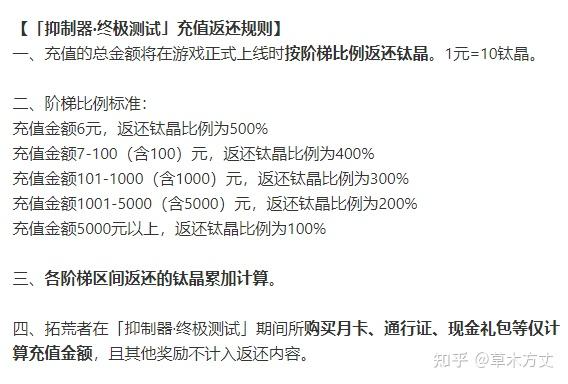 【「抑制器·终极测试」充值返还规则】
一、充值的总金额将在游戏正式上线时按阶梯比例返还钛晶。1元=10钛晶。
二、阶梯比例标准：
充值金额6元，返还钛晶比例为500%
充值金额7-100（含100）元，返还钛晶比例为400%
充值金额101-1000（含1000）元，返还钛晶比例为300%
充值金额1001-5000（含5000）元，返还钛晶比例为200%
充值金额5000元以上，返还钛晶比例为100%
三、各阶梯区间返还的钛晶累加计算。
四、拓荒者在「抑制器·终极测试」期间所购买月卡、通行证、现金礼包等仅计
算充值金额，且其他奖励不计入返还内容。
知乎 @草木方丈